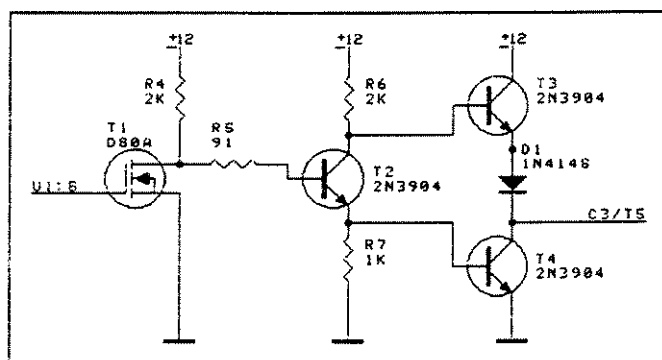 +12
+12
+12
R4
2K
R6
2K
T3
2N3904
T1
D80A
R5
91
D1
1N4148
T2
2N3904
U1:6
C3/T5
R7
1K
T4
2N3904